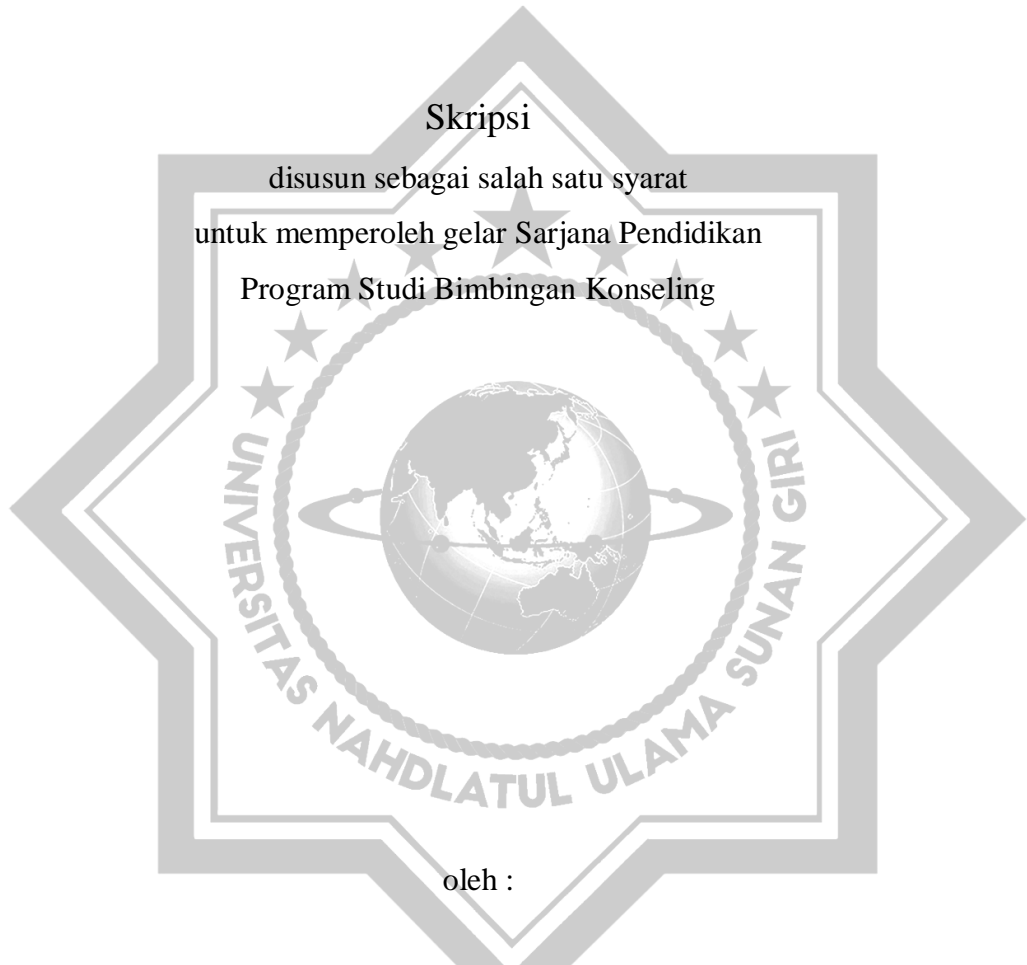 Skripsi
disusun sebagai salah satu syarat
untuk memperoleh gelar Sarjana Pendidikan
Program Studi Bimbingan Konseling
UNIVERSITAS NAHDLATUL ULAMA SUNAN GIRI
oleh :